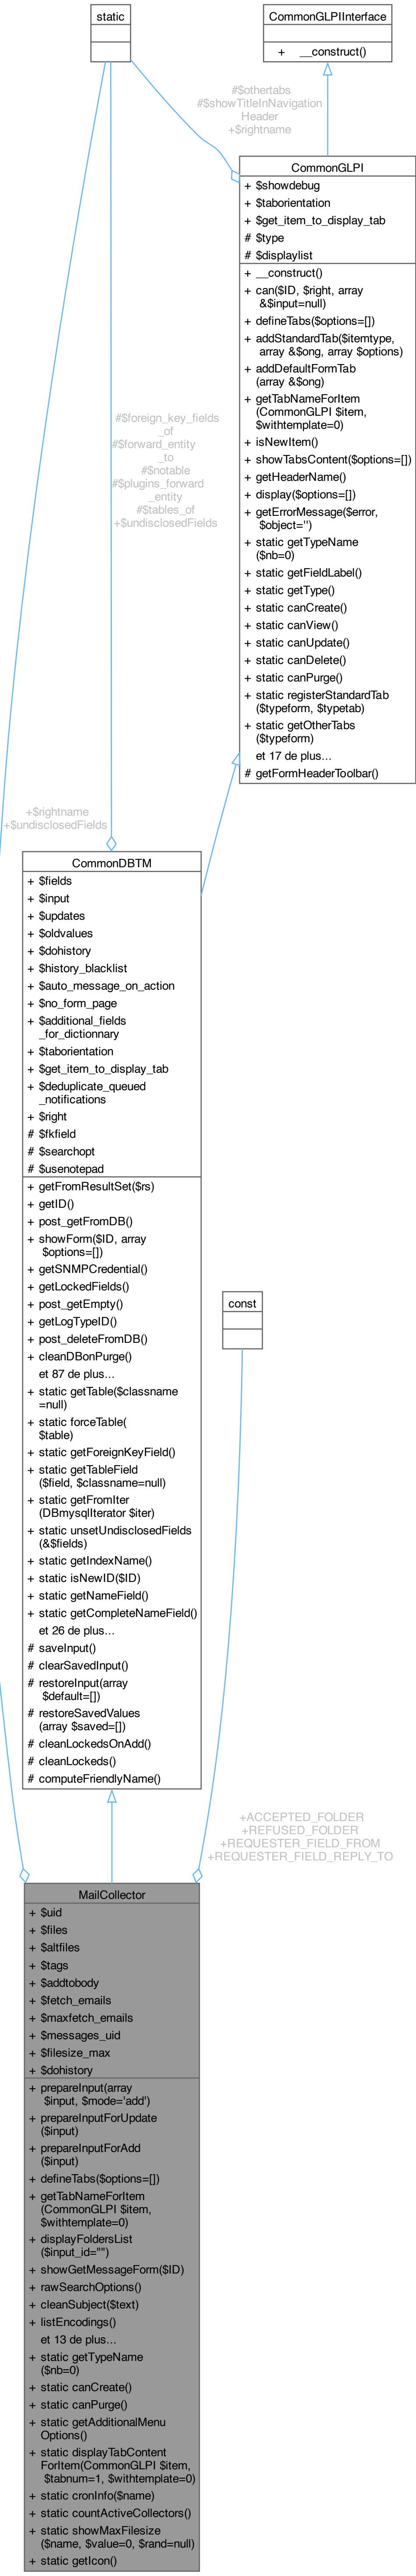 static
CommonGLPIInterface
+ __construct()
#$othertabs
#$showTitleInNavigation
Header
+$rightname
CommonGLPI
+ $showdebug
+ $taborientation
+ $get_item_to_display_tab
# $type
# $displaylist
+ __construct()
+ can($ID, $right, array
&$input=null)
+ defineTabs($options=[])
+ addStandardTab($itemtype,
array &$ong, array $options)
+ addDefaultFormTab
(array &$ong)
+ getTabNameForItem
(CommonGLPI $item,
$withtemplate=0)
+ isNewItem()
+ showTabsContent($options=[])
+ getHeaderName()
+ display($options=[])
+ getErrorMessage($error,
$object='')
+ static getTypeName
($nb=0)
+ static getFieldLabel()
+ static getType()
+ static canCreate()
+ static canView()
+ static canUpdate()
+ static canDelete()
+ static canPurge()
+ static registerStandardTab
($typeform, $typetab)
+ static getOtherTabs
($typeform)
et 17 de plus...
# getFormHeaderToolbar()
#$foreign_key_fields
_of
#$forward_entity
_to
#$notable
#$plugins_forward
_entity
#$tables_of
+$undisclosedFields
+$rightname
+$undisclosedFields
CommonDBTM
+ $fields
+ $input
+ $updates
+ $oldvalues
+ $dohistory
+ $history_blacklist
+ $auto_message_on_action
+ $no_form_page
+ $additional_fields
_for_dictionnary
+ $taborientation
+ $get_item_to_display_tab
+ $deduplicate_queued
_notifications
+ $right
# $fkfield
# $searchopt
# $usenotepad
+ getFromResultSet($rs)
+ getID()
+ post_getFromDB()
+ showForm($ID, array
$options=[])
+ getSNMPCredential()
+ getLockedFields()
+ post_getEmpty()
+ getLogTypeID()
+ post_deleteFromDB()
+ cleanDBonPurge()
et 87 de plus...
+ static getTable($classname
=null)
+ static forceTable(
$table)
+ static getForeignKeyField()
+ static getTableField
($field, $classname=null)
+ static getFromIter
(DBmysqlIterator $iter)
+ static unsetUndisclosedFields
(&$fields)
+ static getIndexName()
+ static isNewID($ID)
+ static getNameField()
+ static getCompleteNameField()
et 26 de plus...
# saveInput()
# clearSavedInput()
# restoreInput(array
$default=[])
# restoreSavedValues
(array $saved=[])
# cleanLockedsOnAdd()
# cleanLockeds()
# computeFriendlyName()
const
+ACCEPTED_FOLDER
+REFUSED_FOLDER
+REQUESTER_FIELD_FROM
+REQUESTER_FIELD_REPLY_TO
MailCollector
+ $uid
+ $files
+ $altfiles
+ $tags
+ $addtobody
+ $fetch_emails
+ $maxfetch_emails
+ $messages_uid
+ $filesize_max
+ $dohistory
+ prepareInput(array
$input, $mode='add')
+ prepareInputForUpdate
($input)
+ prepareInputForAdd
($input)
+ defineTabs($options=[])
+ getTabNameForItem
(CommonGLPI $item,
$withtemplate=0)
+ displayFoldersList
($input_id="")
+ showGetMessageForm($ID)
+ rawSearchOptions()
+ cleanSubject($text)
+ listEncodings()
et 13 de plus...
+ static getTypeName
($nb=0)
+ static canCreate()
+ static canPurge()
+ static getAdditionalMenu
Options()
+ static displayTabContent
ForItem(CommonGLPI $item,
$tabnum=1, $withtemplate=0)
+ static cronInfo($name)
+ static countActiveCollectors()
+ static showMaxFilesize
($name, $value=0, $rand=null)
+ static getIcon()